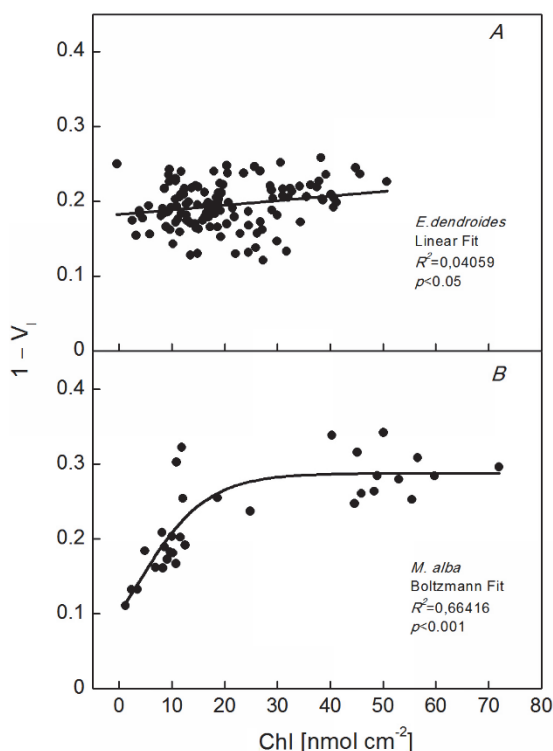 A
0.4
0.3
0.2
0.1
0
E.dendroides
Linear Fit
R²=0,04059
p<0.05
1 – V_I
B
0.4
0.3
0.2
0.1
0
M. alba
Boltzmann Fit
R²=0,66416
p<0.001
0 10 20 30 40 50 60 70 80
Chl [nmol cm⁻²]